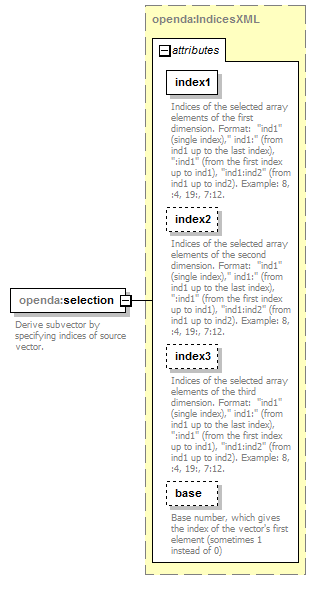 openda:IndicesXML
attributes
index1
Indices of the selected array
elements of the first
dimension. Format:  "ind1"
(single index)," ind1:" (from
ind1 up to the last index),
":ind1" (from the first index
up to ind1), "ind1:ind2" (from
ind1 up to ind2). Example: 8,
:4, 19:, 7:12.
index2
Indices of the selected array
elements of the second
dimension. Format:  "ind1"
(single index)," ind1:" (from
ind1 up to the last index),
":ind1" (from the first index
up to ind1), "ind1:ind2" (from
ind1 up to ind2). Example: 8,
:4, 19:, 7:12.
openda:selection
Derive subvector by
specifying indices of source
vector.
index3
Indices of the selected array
elements of the third
dimension. Format:  "ind1"
(single index)," ind1:" (from
ind1 up to the last index),
":ind1" (from the first index
up to ind1), "ind1:ind2" (from
ind1 up to ind2). Example: 8,
:4, 19:, 7:12.
base
Base number, which gives
the index of the vector's first
element (sometimes 1
instead of 0)